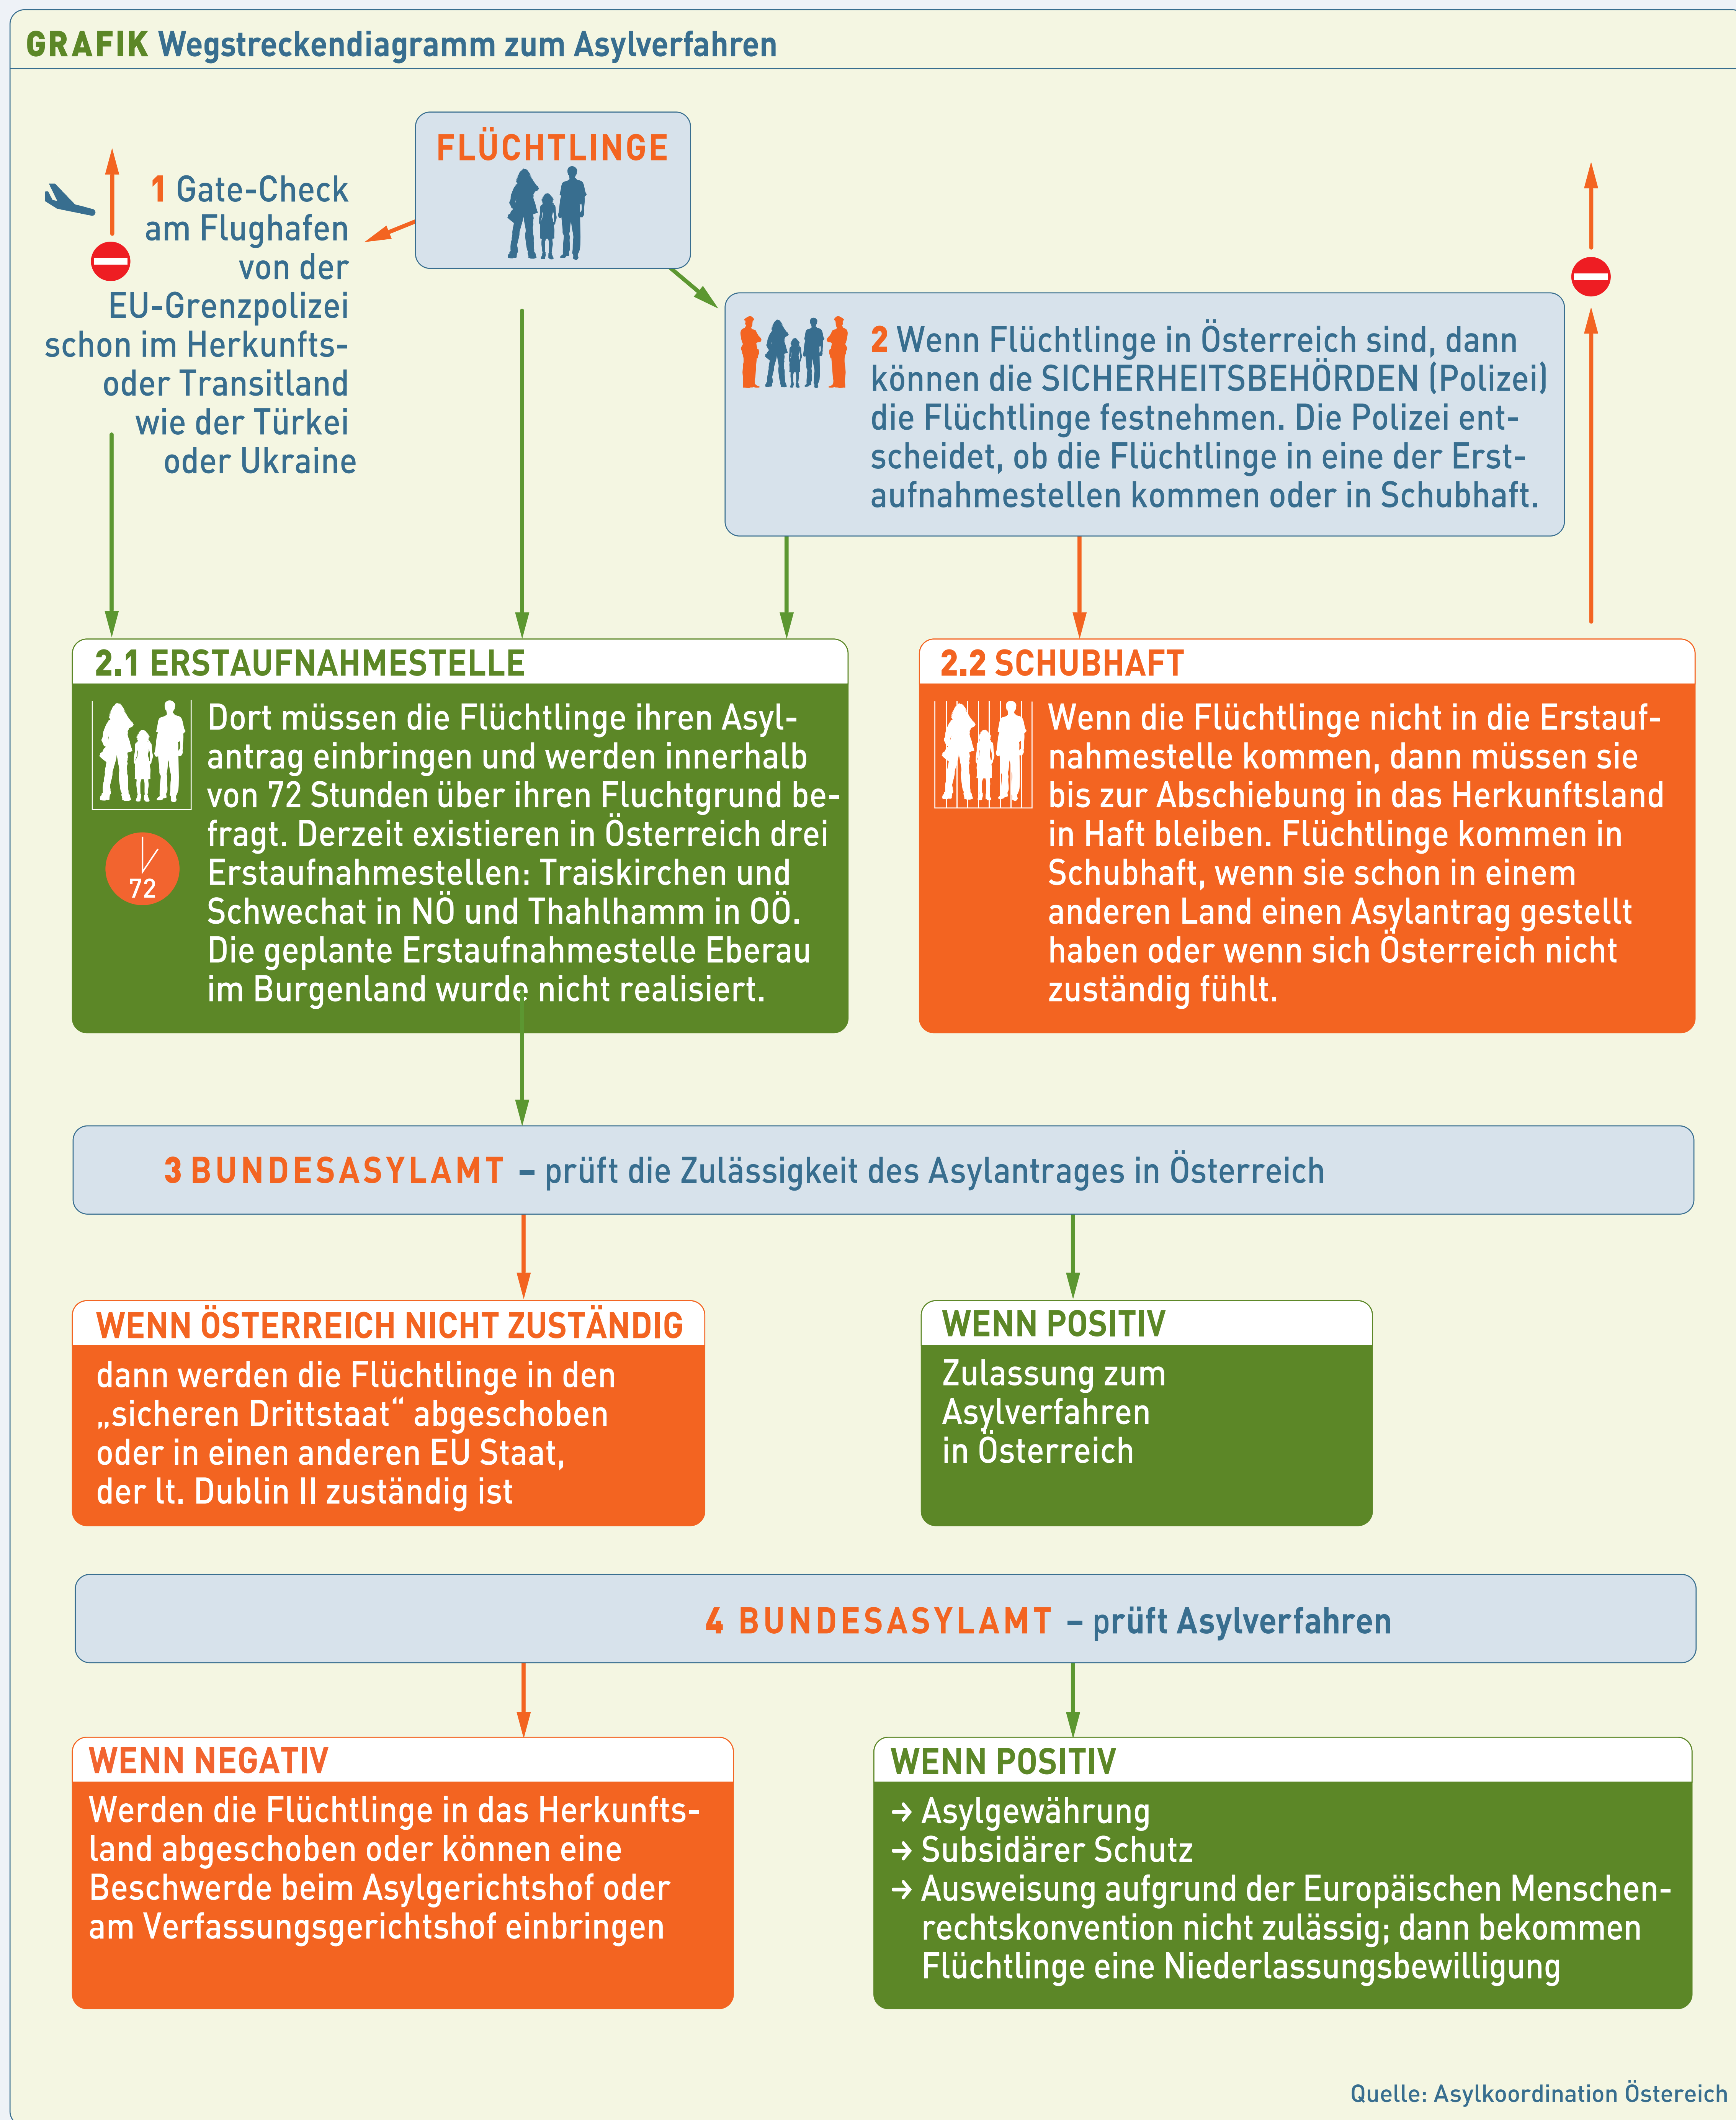 GRAFIK Wegstreckendiagramm zum Asylverfahren
FLÜCHTLINGE
1 Gate-Check
am Flughafen
von der
EU-Grenzpolizei
schon im Herkunfts-
oder Transitland
wie der Türkei
oder Ukraine
2 Wenn Flüchtlinge in Österreich sind, dann
können die SICHERHEITSBEHÖRDEN (Polizei)
die Flüchtlinge festnehmen. Die Polizei ent-
scheidet, ob die Flüchtlinge in eine der Erst-
aufnahmestellen kommen oder in Schubhaft.
2.1 ERSTAUFNAHMESTELLE
Dort müssen die Flüchtlinge ihren Asyl-
antrag einbringen und werden innerhalb
von 72 Stunden über ihren Fluchtgrund be-
fragt. Derzeit existieren in Österreich drei
Erstaufnahmestellen: Traiskirchen und
Schwechat in NÖ und Thahlhamm in OÖ.
Die geplante Erstaufnahmestelle Eberau
im Burgenland wurde nicht realisiert.
72
2.2 SCHUBHAFT
Wenn die Flüchtlinge nicht in die Erstauf-
nahmestelle kommen, dann müssen sie
bis zur Abschiebung in das Herkunftsland
in Haft bleiben. Flüchtlinge kommen in
Schubhaft, wenn sie schon in einem
anderen Land einen Asylantrag gestellt
haben oder wenn sich Österreich nicht
zuständig fühlt.
3 BUNDESASYLAMT – prüft die Zulässigkeit des Asylantrages in Österreich
WENN ÖSTERREICH NICHT ZUSTÄNDIG
dann werden die Flüchtlinge in den
„sicheren Drittstaat“ abgeschoben
oder in einen anderen EU Staat,
der lt. Dublin II zuständig ist
WENN POSITIV
Zulassung zum
Asylverfahren
in Österreich
4 BUNDESASYLAMT – prüft Asylverfahren
WENN NEGATIV
Werden die Flüchtlinge in das Herkunfts-
land abgeschoben oder können eine
Beschwerde beim Asylgerichtshof oder
am Verfassungsgerichtshof einbringen
WENN POSITIV
→ Asylgewährung
→ Subsidärer Schutz
→ Ausweisung aufgrund der Europäischen Menschen-
rechtskonvention nicht zulässig; dann bekommen
Flüchtlinge eine Niederlassungsbewilligung
Quelle: Asylkoordination Östereich